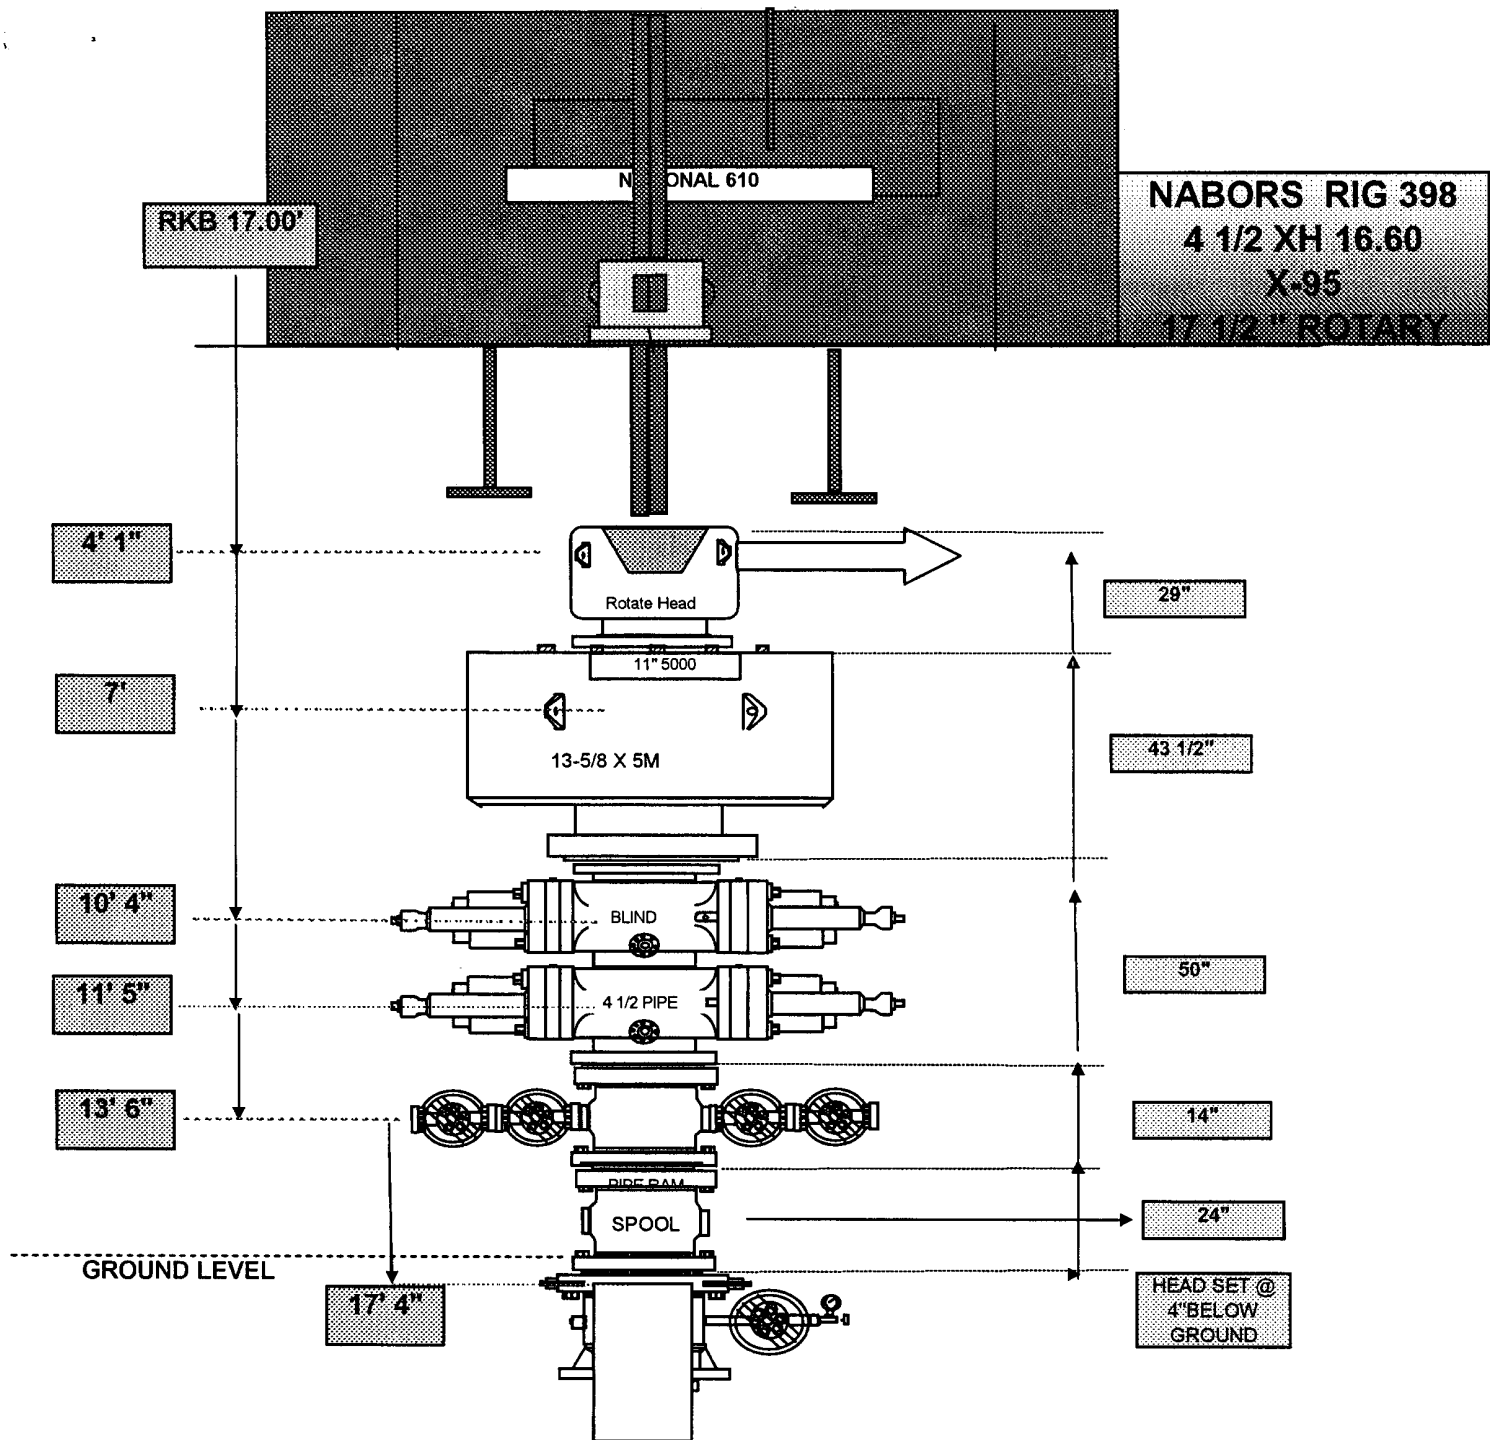 N  ONAL 610
RKB 17.00'
NABORS RIG 398
4 1/2 XH 16.60
X-95
17 1/2 " ROTARY
4' 1"
Rotate Head
29"
11" 5000
7'
13-5/8 X 5M
43 1/2"
10' 4"
BLIND
50"
11' 5"
4 1/2 PIPE
13' 6"
14"
PIPE RAM
SPOOL
24"
GROUND LEVEL
17' 4"
HEAD SET @
4"BELOW
GROUND